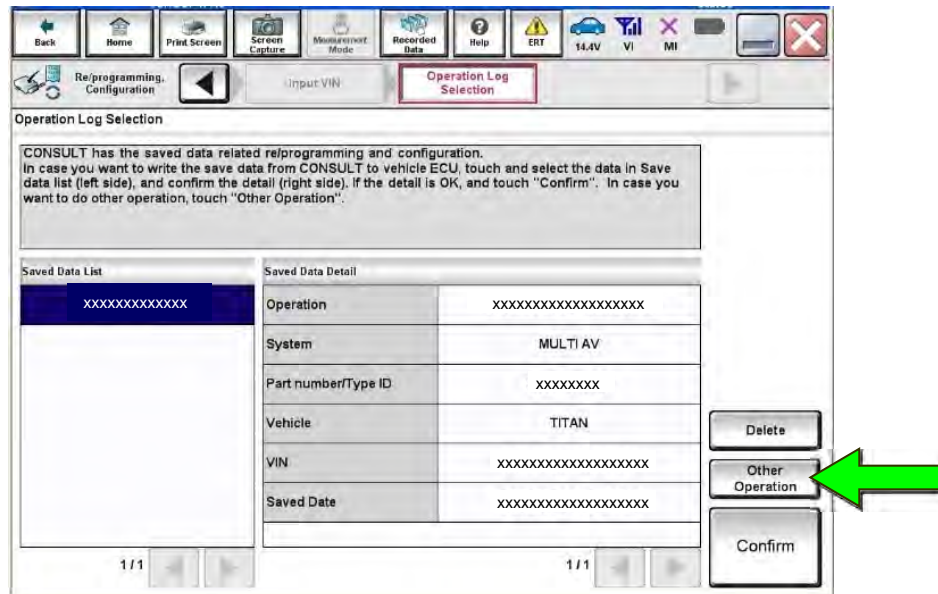 Back
Home
Print Screen
Screen
Capture
Measurement
Mode
Recorded
Data
Help
ERT
14.4V
VI
MI
Re/programming,
Configuration
Input VIN
Operation Log
Selection
Operation Log Selection
CONSULT has the saved data related re/programming and configuration.
In case you want to write the save data from CONSULT to vehicle ECU, touch and select the data in Save
data list (left side), and confirm the detail (right side). If the detail is OK, and touch "Confirm". In case you
want to do other operation, touch "Other Operation".
Saved Data List
Saved Data Detail
XXXXXXXXXXXXX
Operation
XXXXXXXXXXXXXXXXXXX
System
MULTI AV
Part number/Type ID
XXXXXXXX
Vehicle
TITAN
VIN
XXXXXXXXXXXXXXXXXXX
Saved Date
XXXXXXXXXXXXXXXXXXX
Delete
Other
Operation
Confirm
1/1
1/1